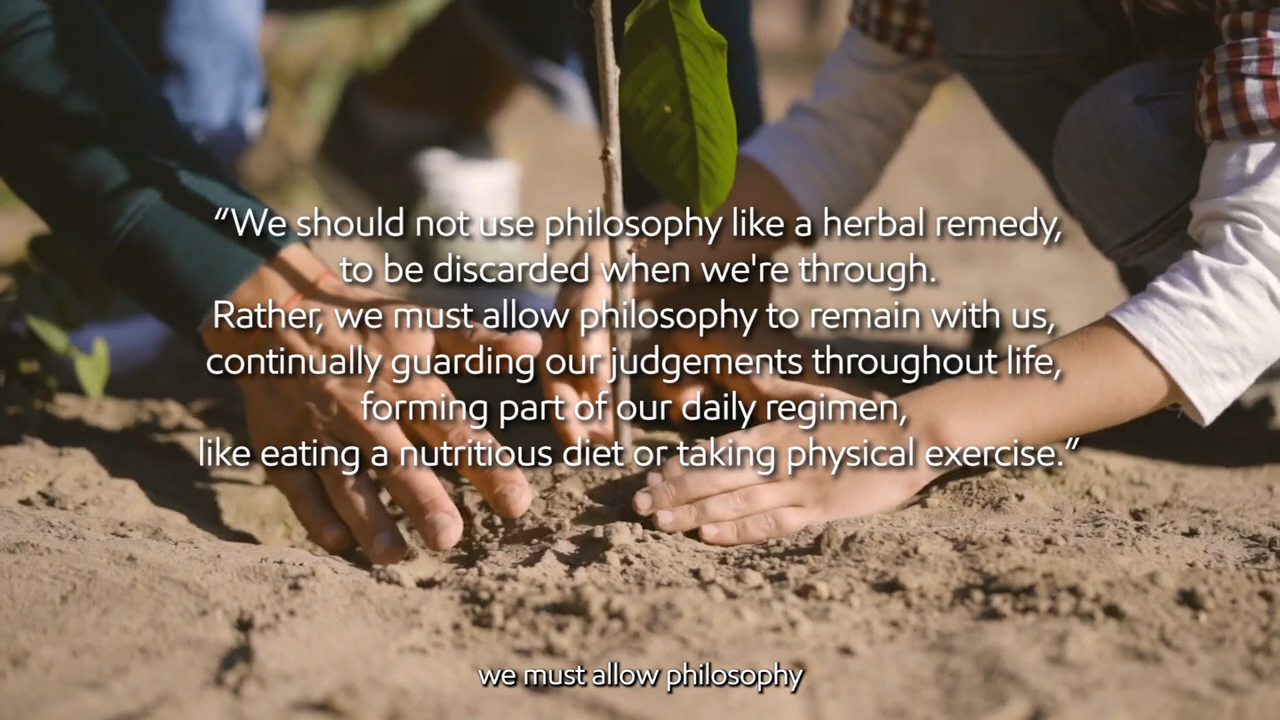 “We should not use philosophy like a herbal remedy,
to be discarded when we're through.
Rather, we must allow philosophy to remain with us,
continually guarding our judgements throughout life,
forming part of our daily regimen,
like eating a nutritious diet or taking physical exercise.”
we must allow philosophy